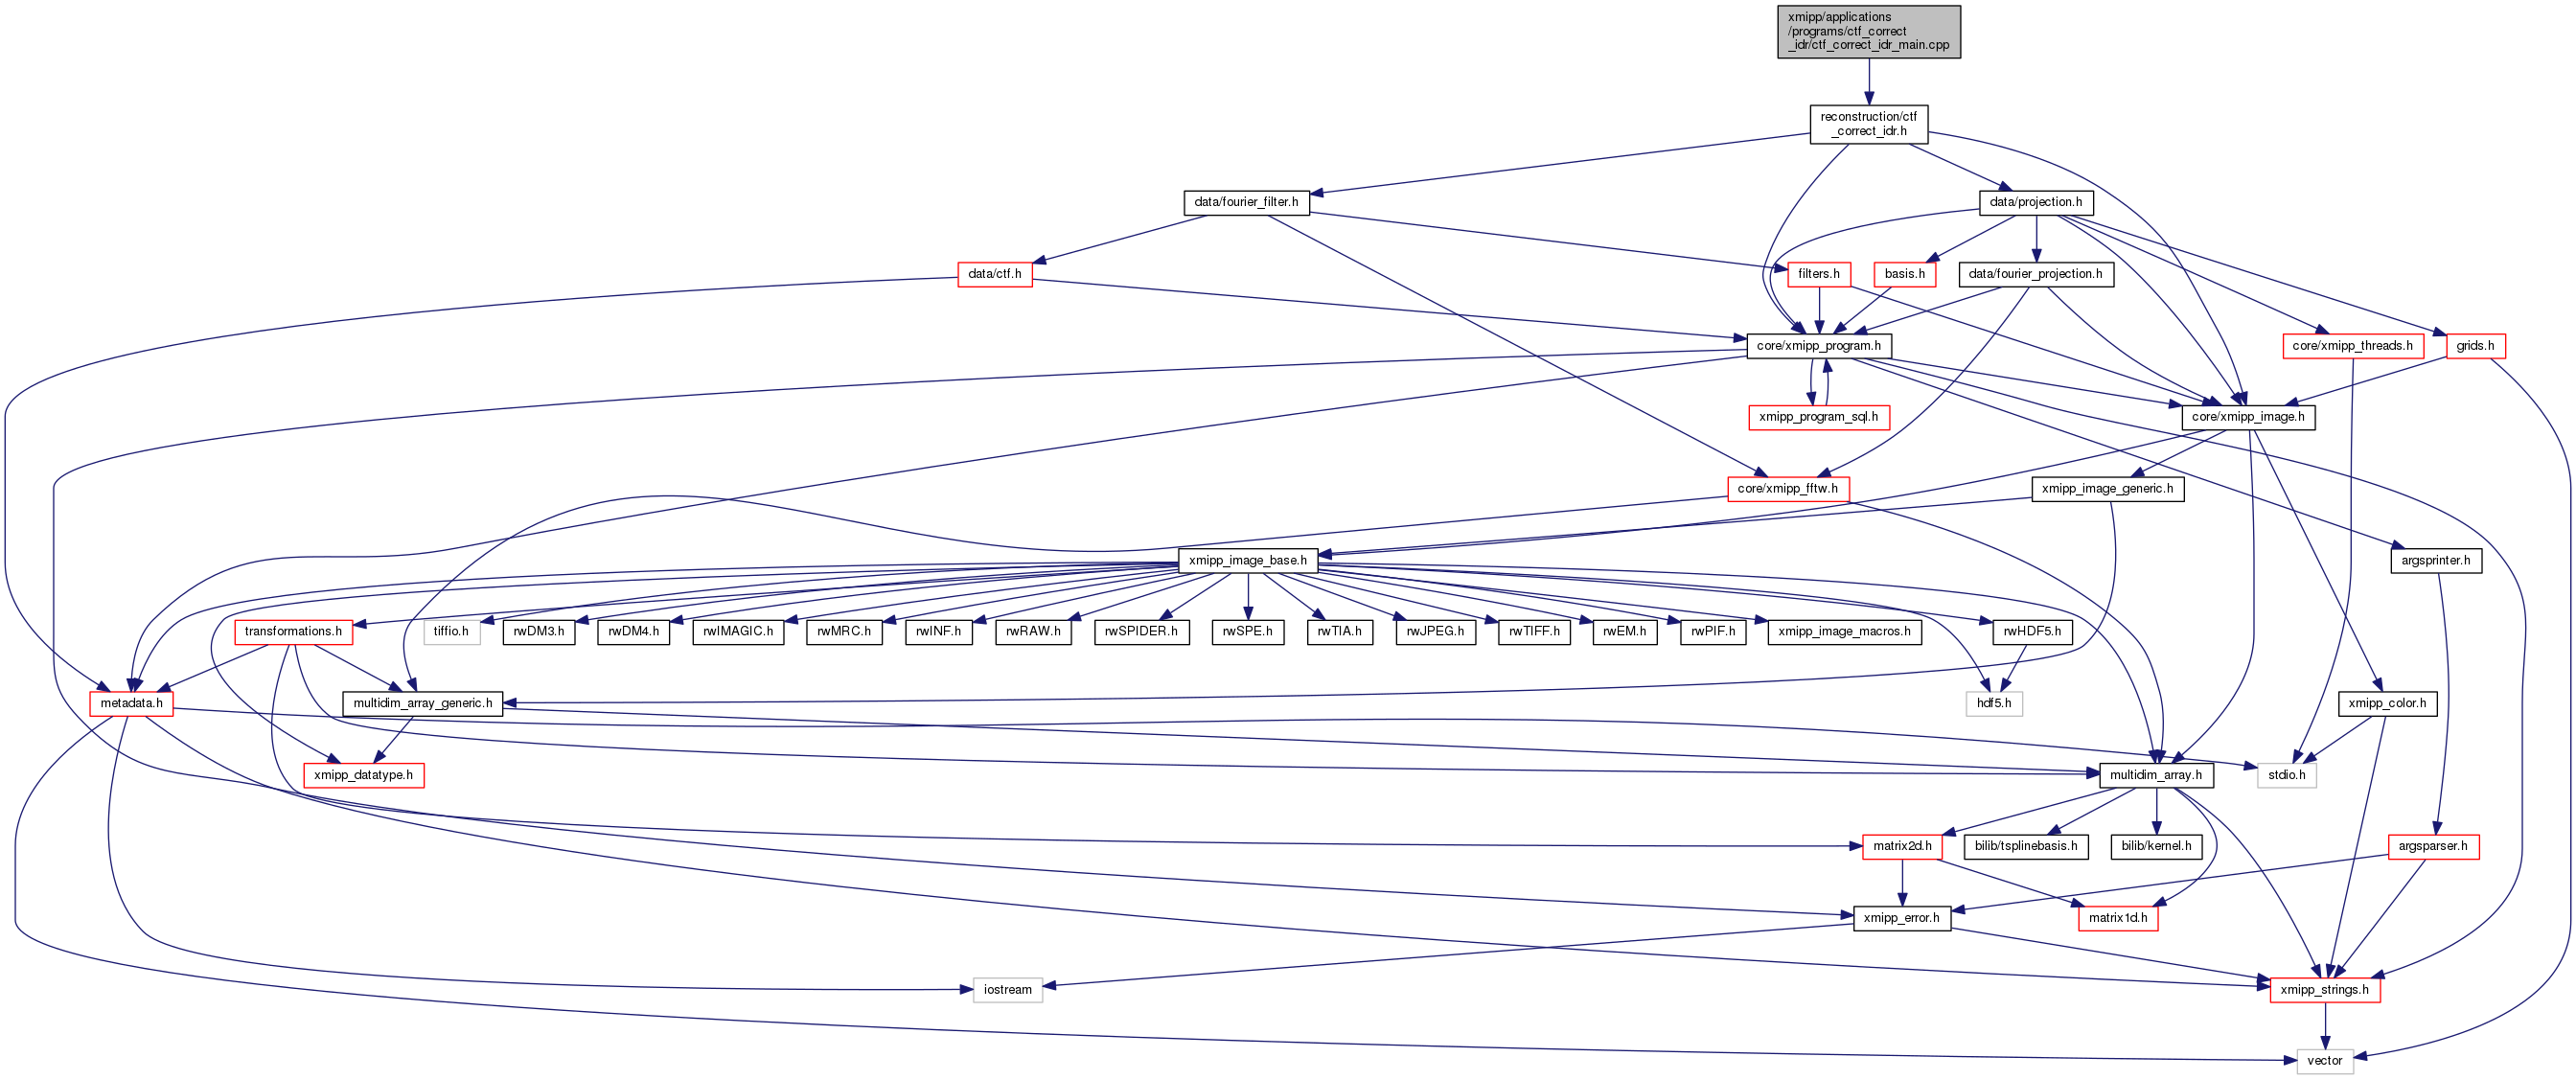 xmipp/applications
/programs/ctf_correct
_idr/ctf_correct_idr_main.cpp
reconstruction/ctf
_correct_idr.h
data/fourier_filter.h
data/projection.h
data/ctf.h
filters.h
basis.h
data/fourier_projection.h
core/xmipp_program.h
core/xmipp_threads.h
grids.h
xmipp_program_sql.h
core/xmipp_image.h
core/xmipp_fftw.h
xmipp_image_generic.h
xmipp_image_base.h
argsprinter.h
transformations.h
tiffio.h
rwDM3.h
rwDM4.h
rwIMAGIC.h
rwMRC.h
rwINF.h
rwRAW.h
rwSPIDER.h
rwSPE.h
rwTIA.h
rwJPEG.h
rwTIFF.h
rwEM.h
rwPIF.h
xmipp_image_macros.h
rwHDF5.h
metadata.h
multidim_array_generic.h
hdf5.h
xmipp_color.h
xmipp_datatype.h
multidim_array.h
stdio.h
matrix2d.h
bilib/tsplinebasis.h
bilib/kernel.h
argsparser.h
xmipp_error.h
matrix1d.h
iostream
xmipp_strings.h
vector